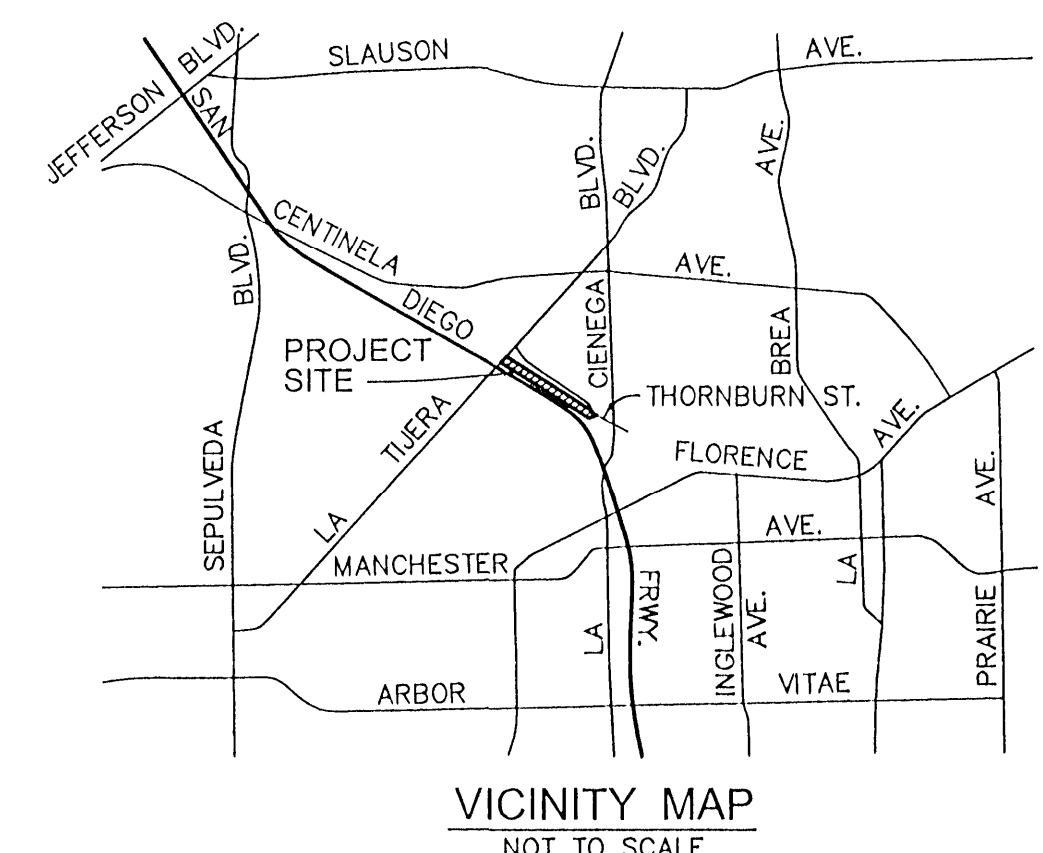 JEFFERSON BLVD.
SLAUSON AVE.
SAN DIEGO FRWY.
CENTINELA AVE.
SEPULVEDA BLVD.
LA TIJERA BLVD.
LA CIENEGA BLVD.
LA BREA AVE.
PROJECT
SITE
THORNBURN ST.
FLORENCE AVE.
MANCHESTER AVE.
INGLEWOOD
AVE.
PRAIRIE AVE.
ARBOR VITAE
VICINITY MAP
NOT TO SCALE